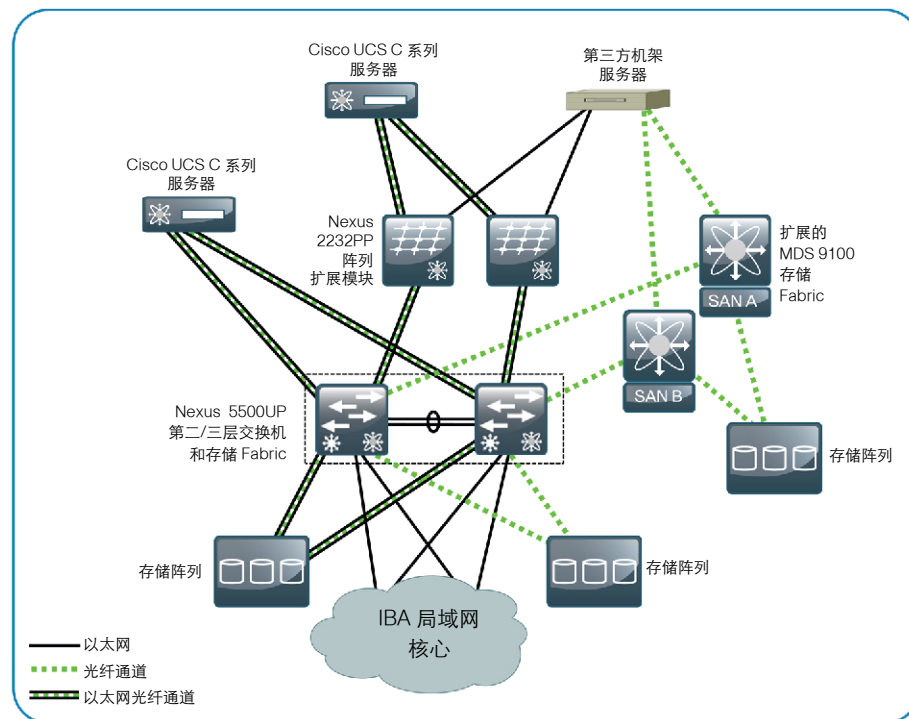 Cisco UCS C 系列
服务器
第三方机架
服务器
Cisco UCS C 系列
服务器
Nexus
2232PP
阵列
扩展模块
扩展的
MDS 9100
存储
Fabric
SAN A
SAN B
Nexus 5500UP
第二/三层交换机
和存储 Fabric
存储阵列
存储阵列
存储阵列
IBA 局域网
核心
以太网
光纤通道
以太网光纤通道